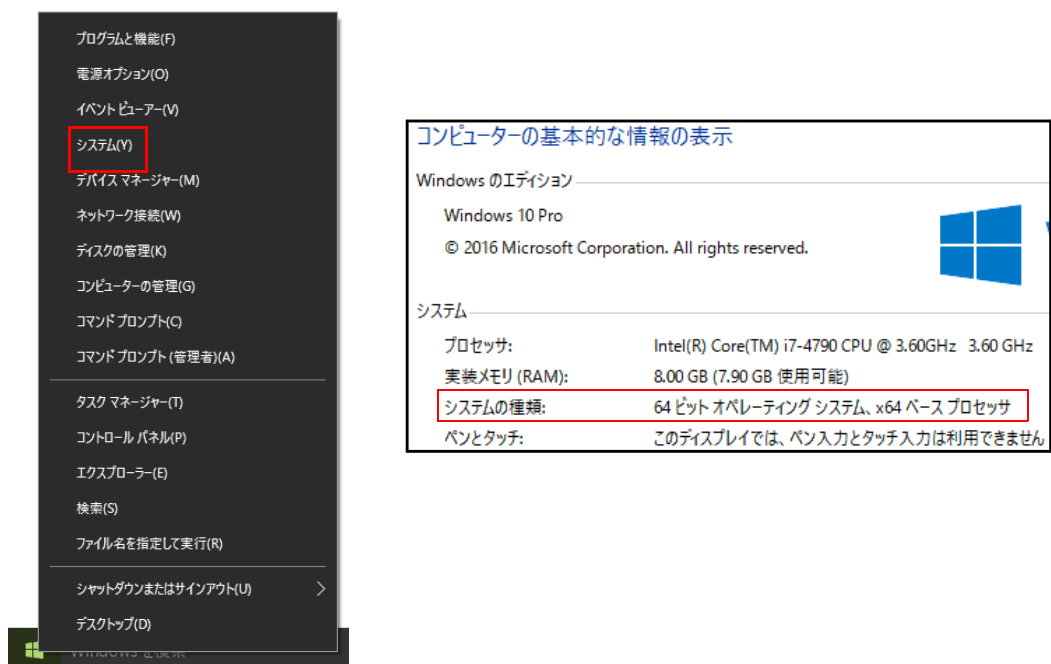 プログラムと機能(F)
電源オプション(O)
イベント ビューアー(V)
システム(Y)
デバイス マネージャー(M)
ネットワーク接続(W)
ディスクの管理(K)
コンピューターの管理(G)
コマンド プロンプト(C)
コマンド プロンプト (管理者)(A)
タスク マネージャー(T)
コントロール パネル(P)
エクスプローラー(E)
検索(S)
ファイル名を指定して実行(R)
シャットダウンまたはサインアウト(U)
デスクトップ(D)
Windows を検索
コンピューターの基本的な情報の表示
Windows のエディション
Windows 10 Pro
© 2016 Microsoft Corporation. All rights reserved.
システム
プロセッサ: Intel(R) Core(TM) i7-4790 CPU @ 3.60GHz 3.60 GHz
実装メモリ (RAM): 8.00 GB (7.90 GB 使用可能)
システムの種類: 64 ビット オペレーティング システム、x64 ベース プロセッサ
ペンとタッチ: このディスプレイでは、ペン入力とタッチ入力は利用できません